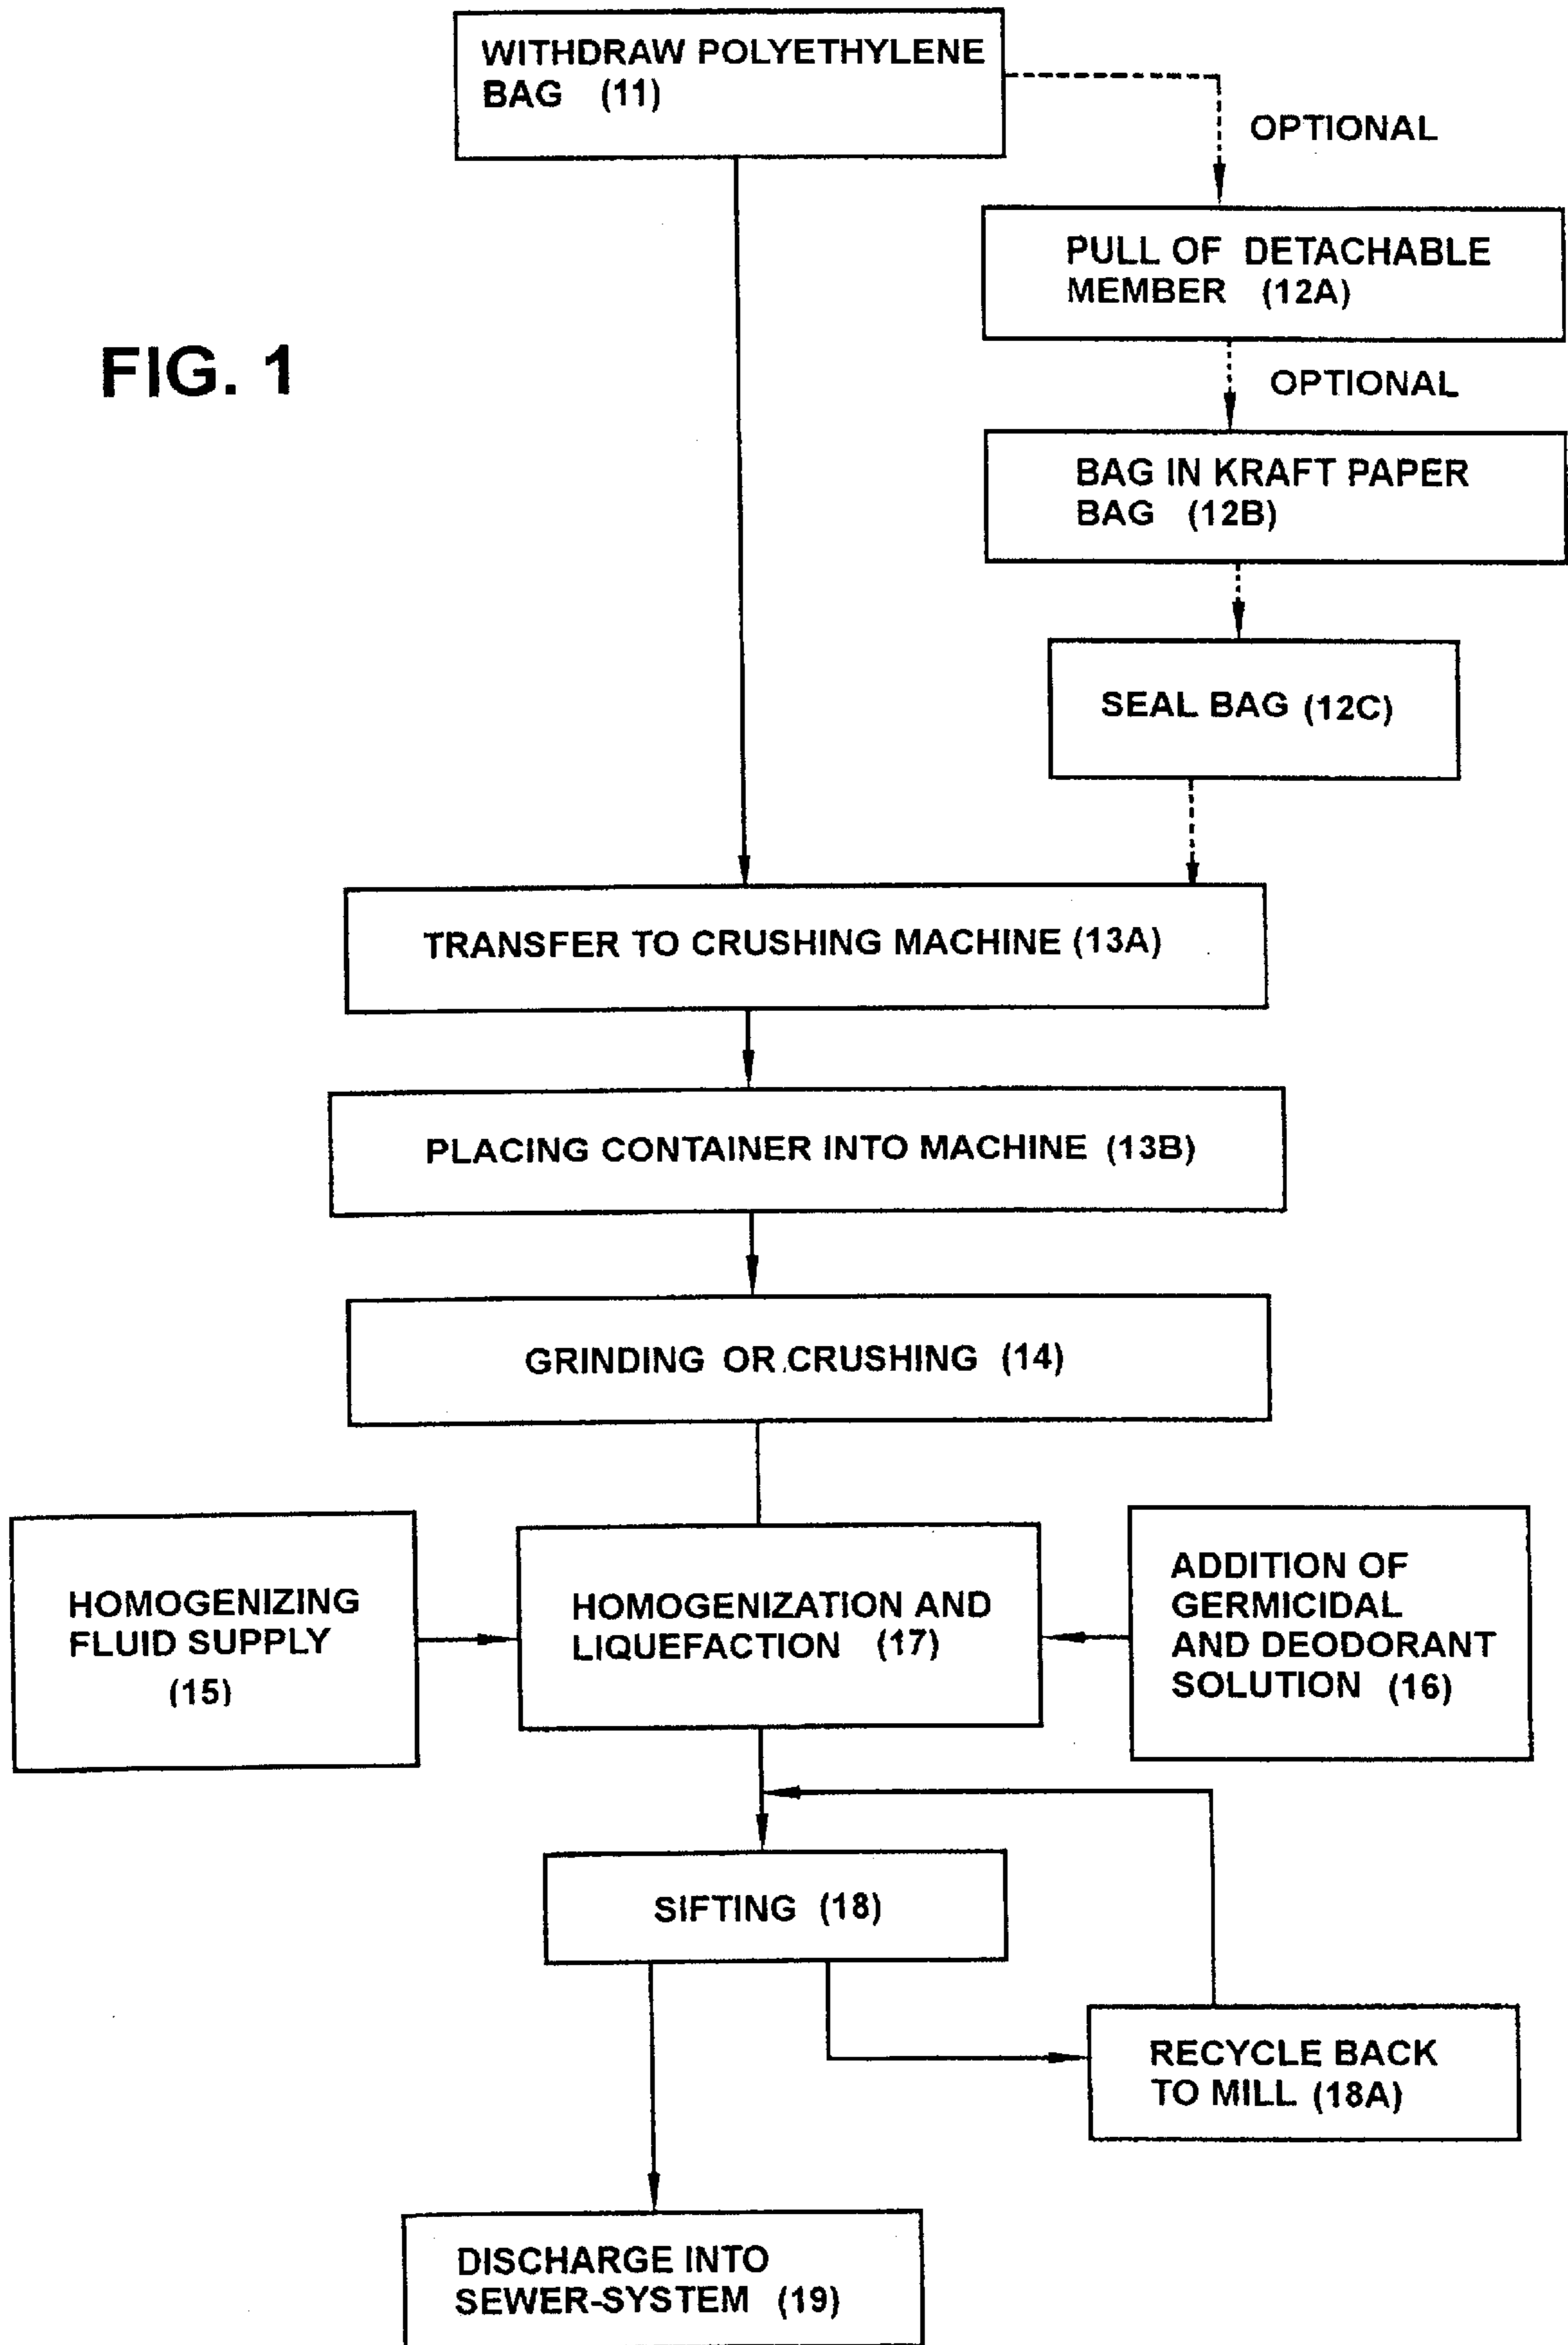 WITHDRAW POLYETHYLENE
BAG (11)
OPTIONAL
PULL OF DETACHABLE
MEMBER (12A)
FIG. 1
OPTIONAL
BAG IN KRAFT PAPER
BAG (12B)
SEAL BAG (12C)
TRANSFER TO CRUSHING MACHINE (13A)
PLACING CONTAINER INTO MACHINE (13B)
GRINDING OR CRUSHING (14)
HOMOGENIZING
FLUID SUPPLY
(15)
HOMOGENIZATION AND
LIQUEFACTION (17)
ADDITION OF
GERMICIDAL
AND DEODORANT
SOLUTION (16)
SIFTING (18)
RECYCLE BACK
TO MILL (18A)
DISCHARGE INTO
SEWER-SYSTEM (19)